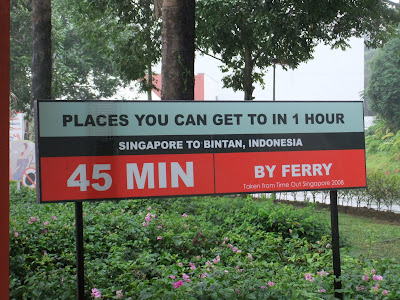 PLACES YOU CAN GET TO IN 1 HOUR
SINGAPORE TO BINTAN, INDONESIA
45 MIN
BY FERRY
Taken from Time Out Singapore 2008